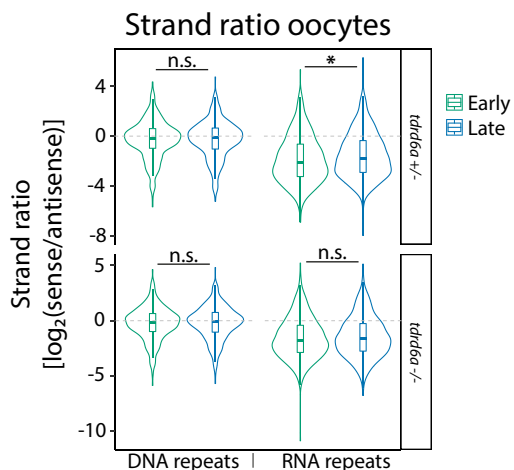 Strand ratio oocytes
Strand ratio
[log₂(sense/antisense)]
4
0
-4
-8
n.s.
*
tdrd6a +/-
5
0
-5
-10
n.s.
n.s.
tdrd6a -/-
DNA repeats | RNA repeats
Early
Late